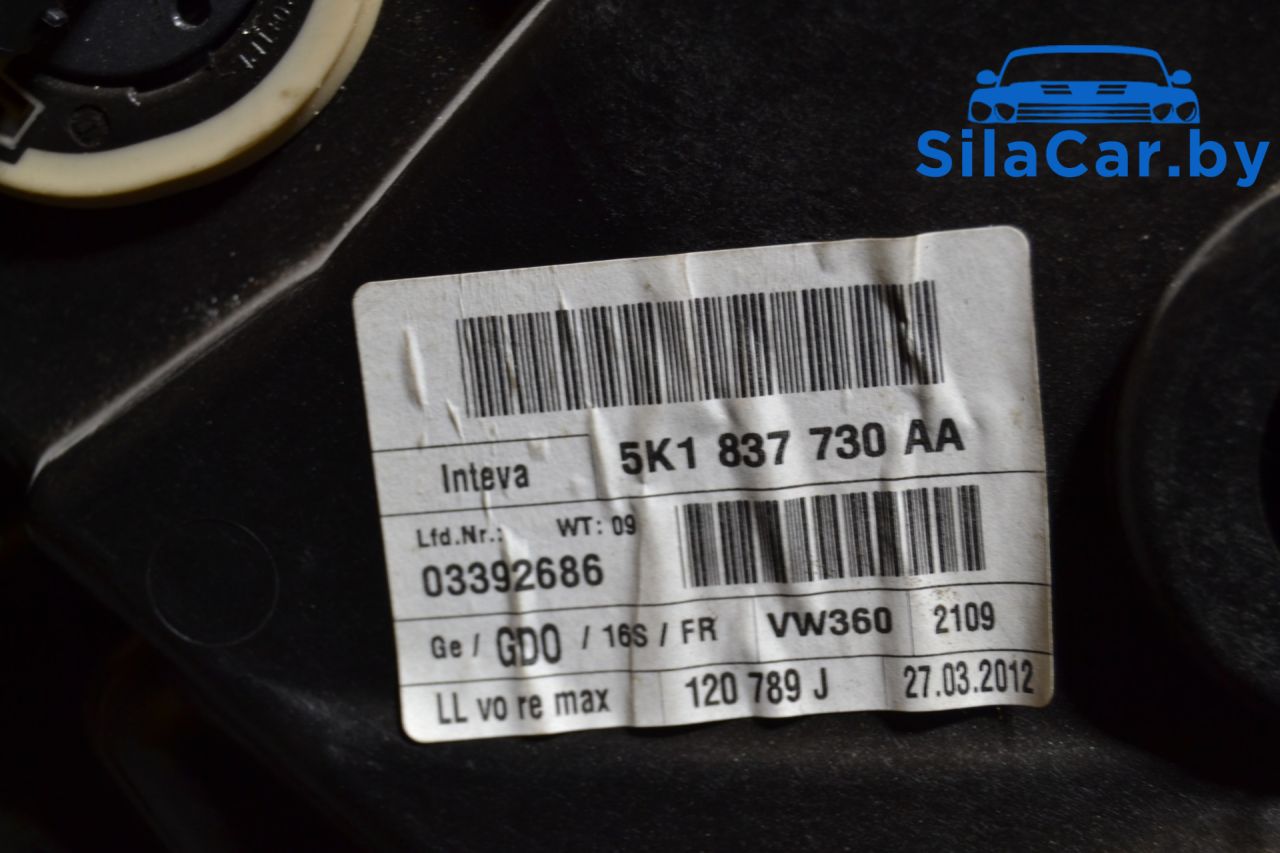 SilaCar.by
5K1 837 730 AA
Inteva
Lfd.Nr.: WT: 09
03392686
Ge / GDO / 16S / FR VW360 2109
LL vo re max 120 789 J 27.03.2012